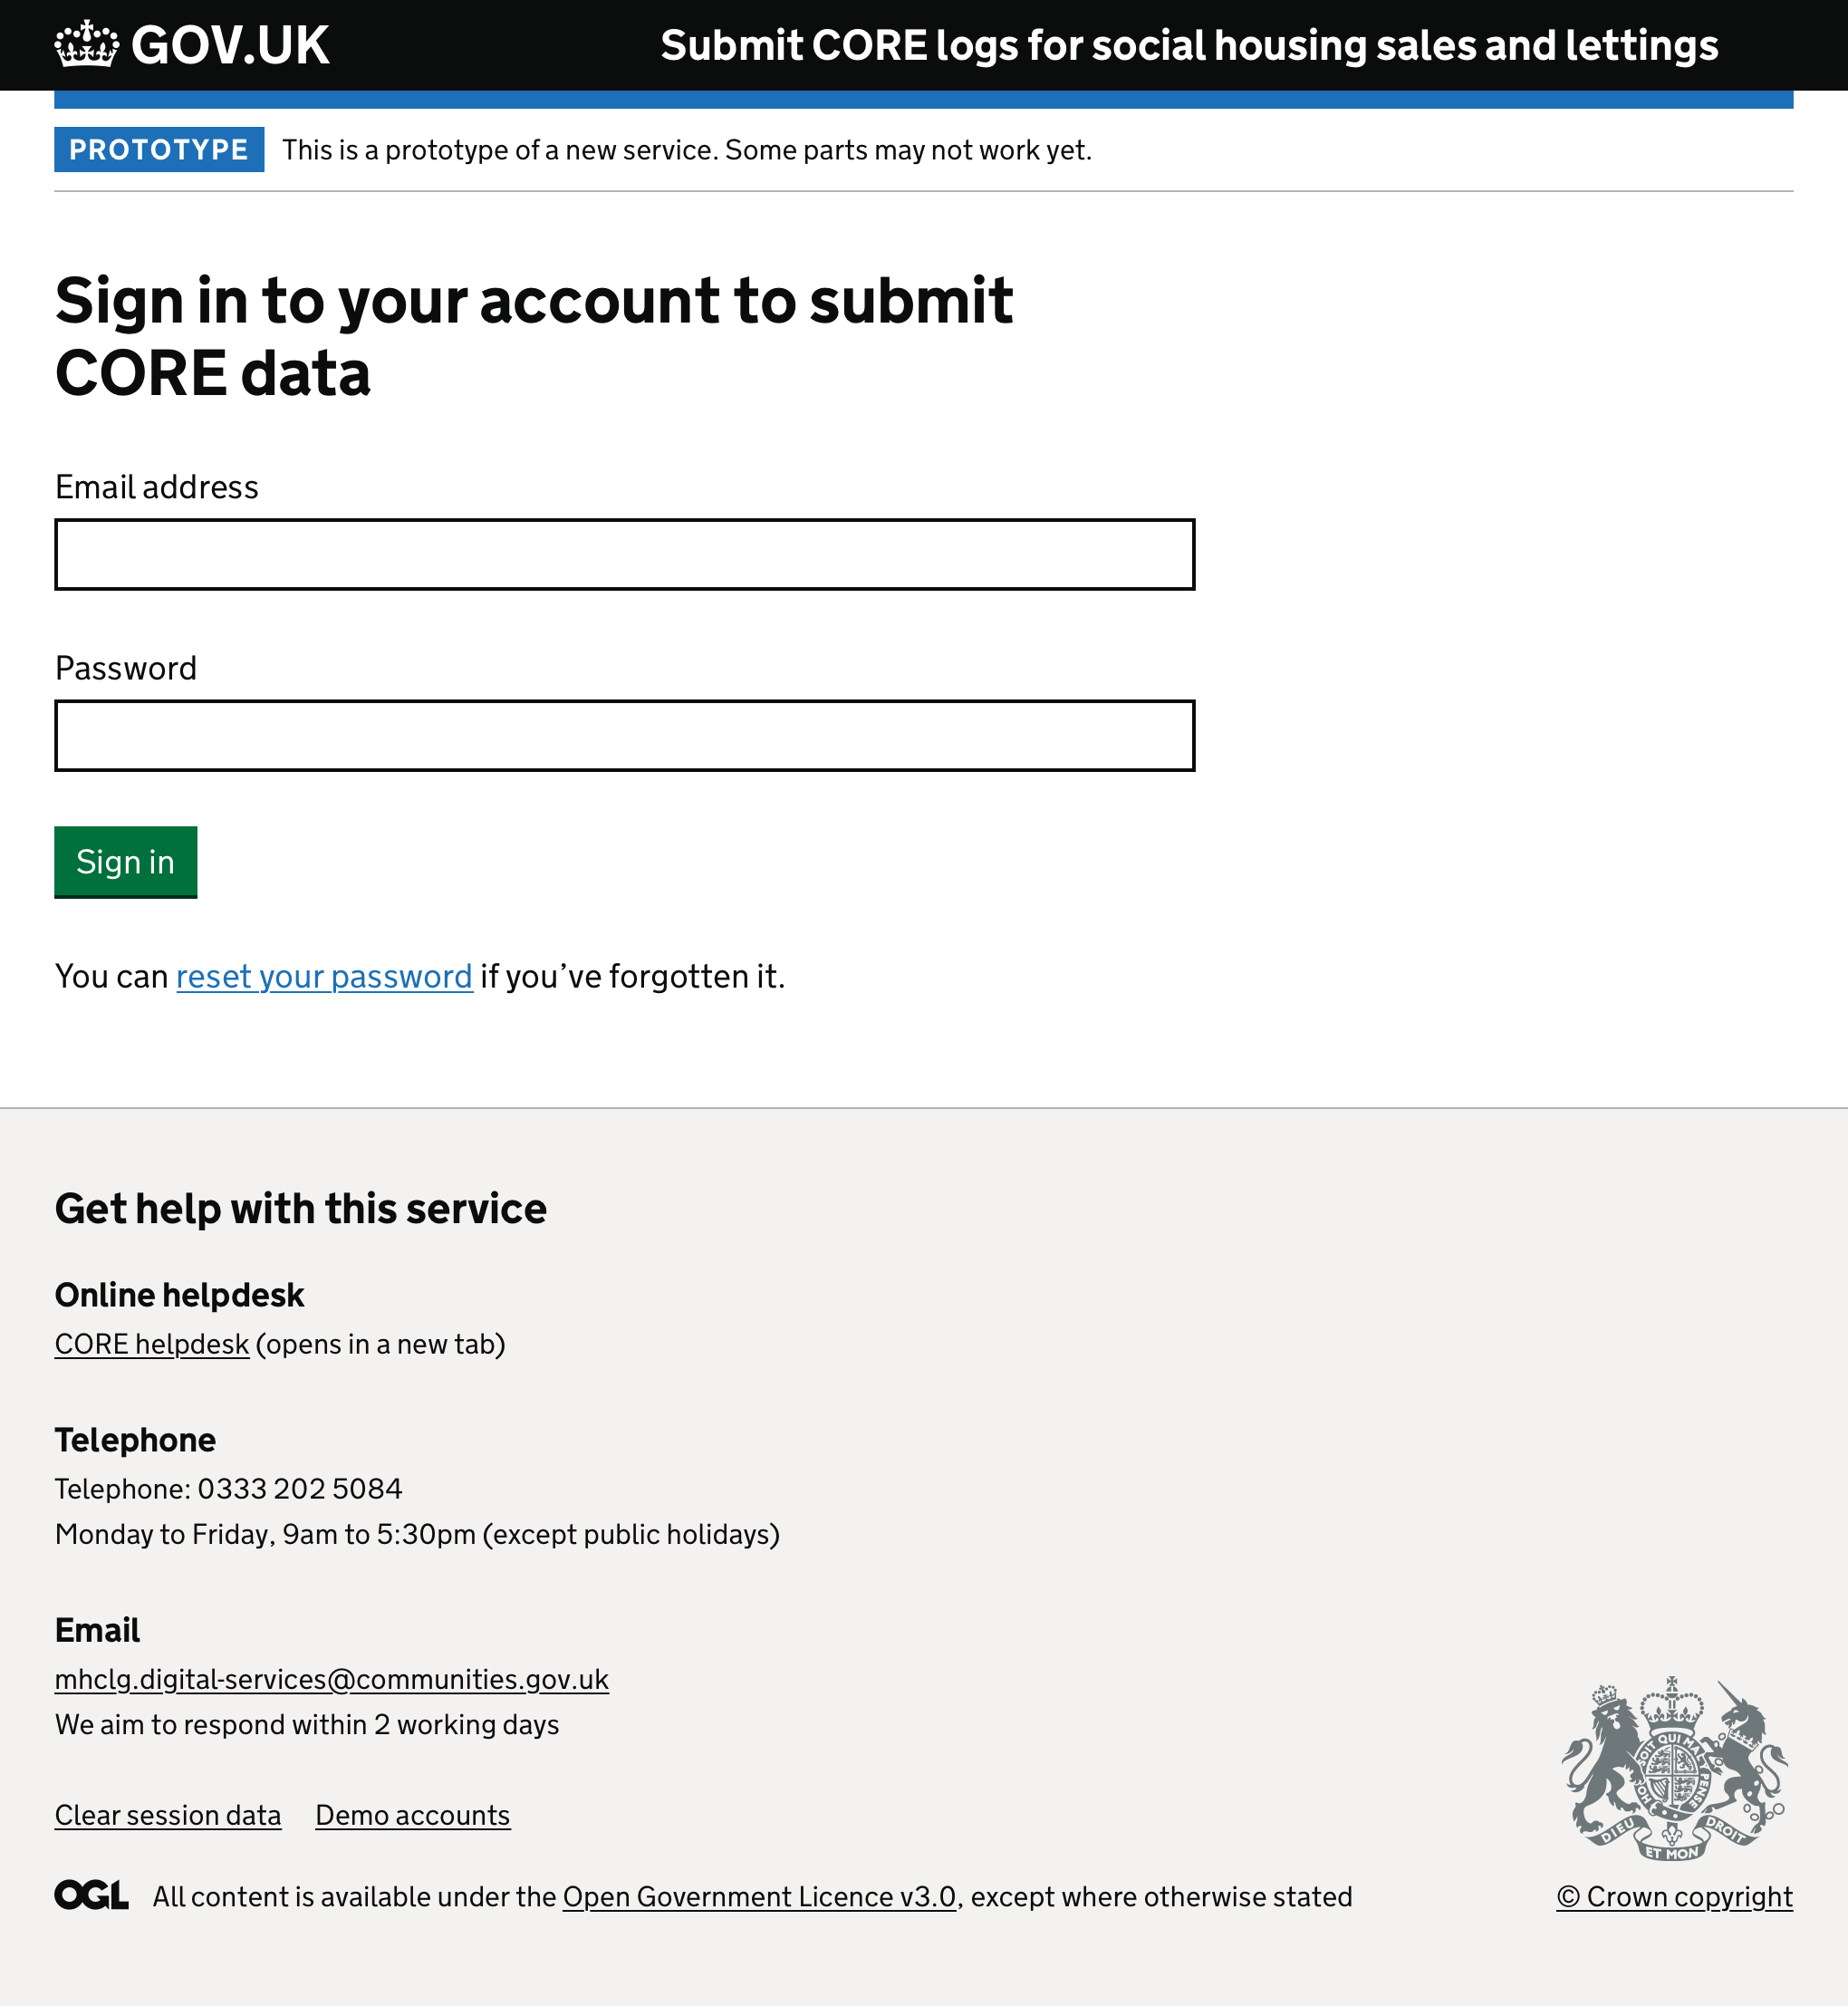 GOV.UK
Submit CORE logs for social housing sales and lettings
PROTOTYPE This is a prototype of a new service. Some parts may not work yet.
Sign in to your account to submit
CORE data
Email address
Password
Sign in
You can reset your password if you’ve forgotten it.
Get help with this service
Online helpdesk
CORE helpdesk (opens in a new tab)
Telephone
Telephone: 0333 202 5084
Monday to Friday, 9am to 5:30pm (except public holidays)
Email
mhclg.digital-services@communities.gov.uk
We aim to respond within 2 working days
Clear session data Demo accounts
SOIT QUI MAL PENSE
DIEU ET MON DROIT
OGL All content is available under the Open Government Licence v3.0, except where otherwise stated
© Crown copyright